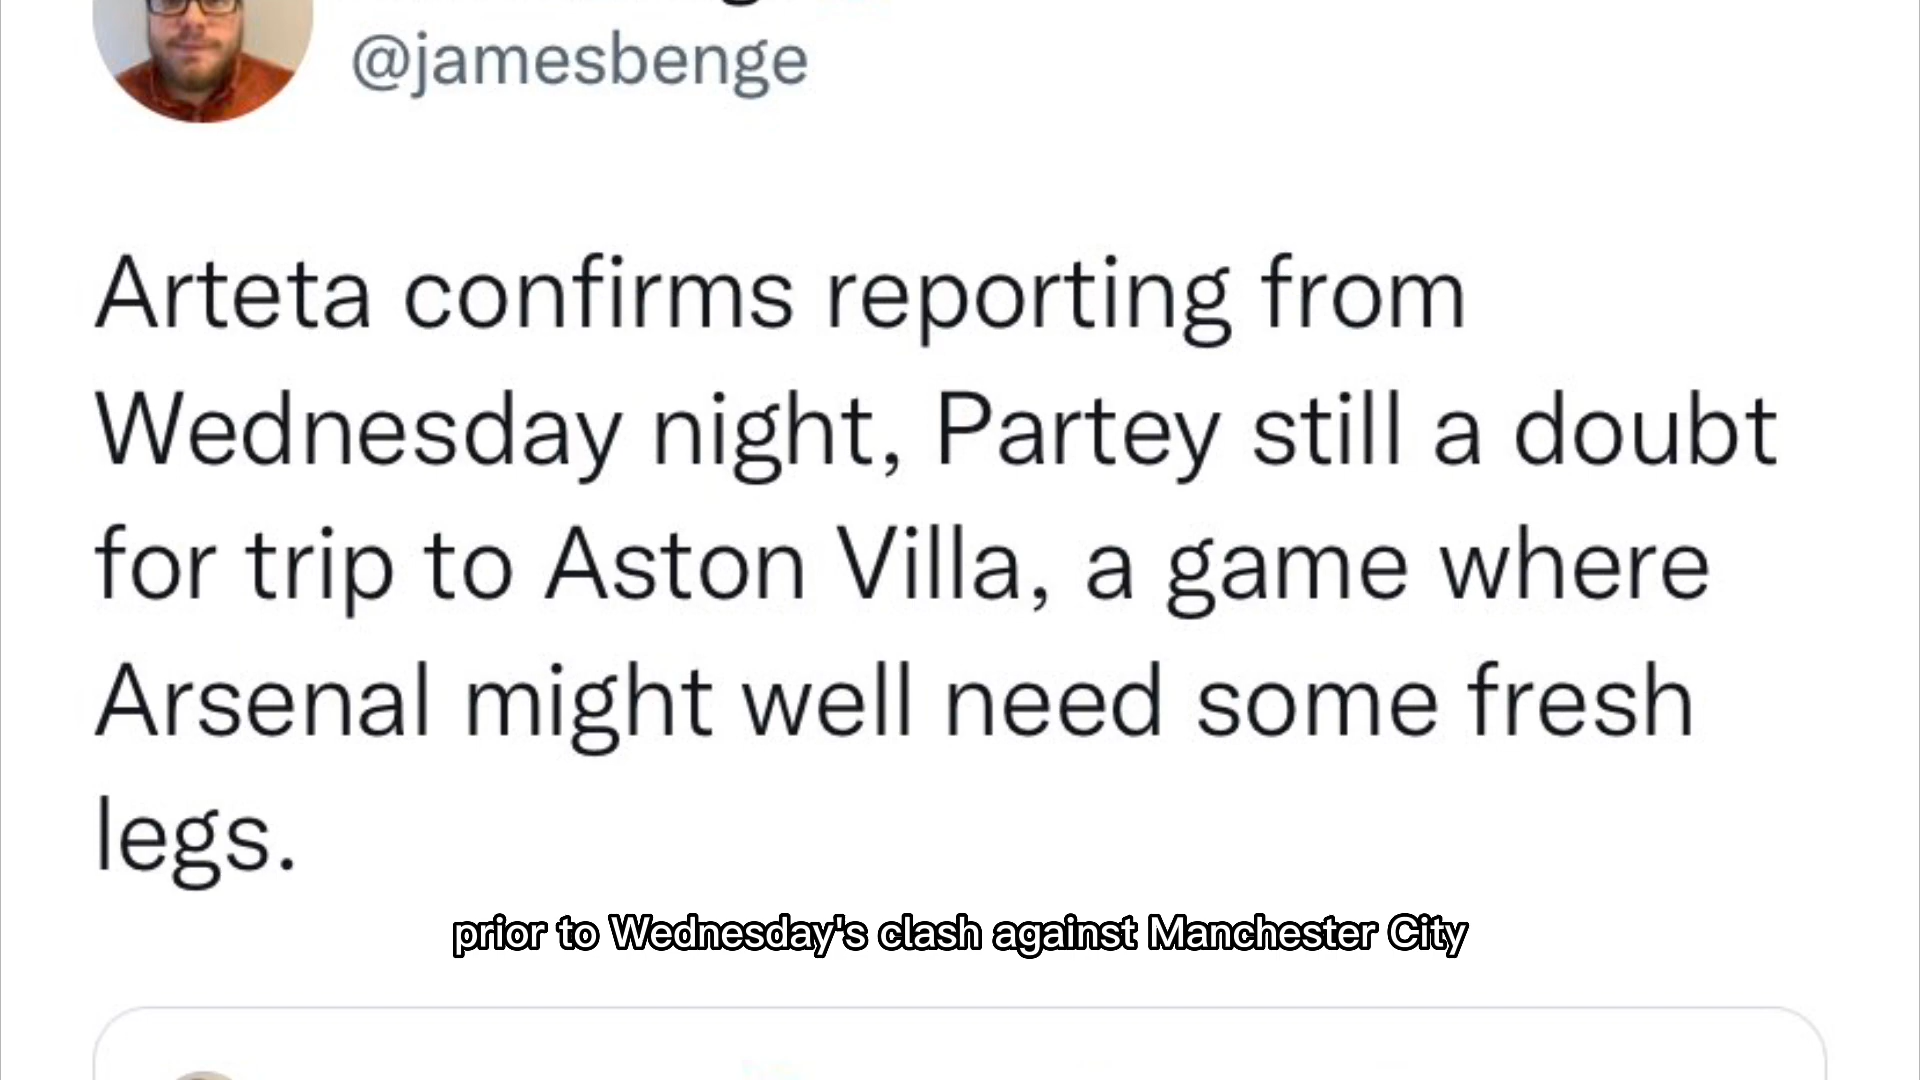 @jamesbenge
Arteta confirms reporting from
Wednesday night, Partey still a doubt
for trip to Aston Villa, a game where
Arsenal might well need some fresh
legs.
prior to Wednesday's clash against Manchester City